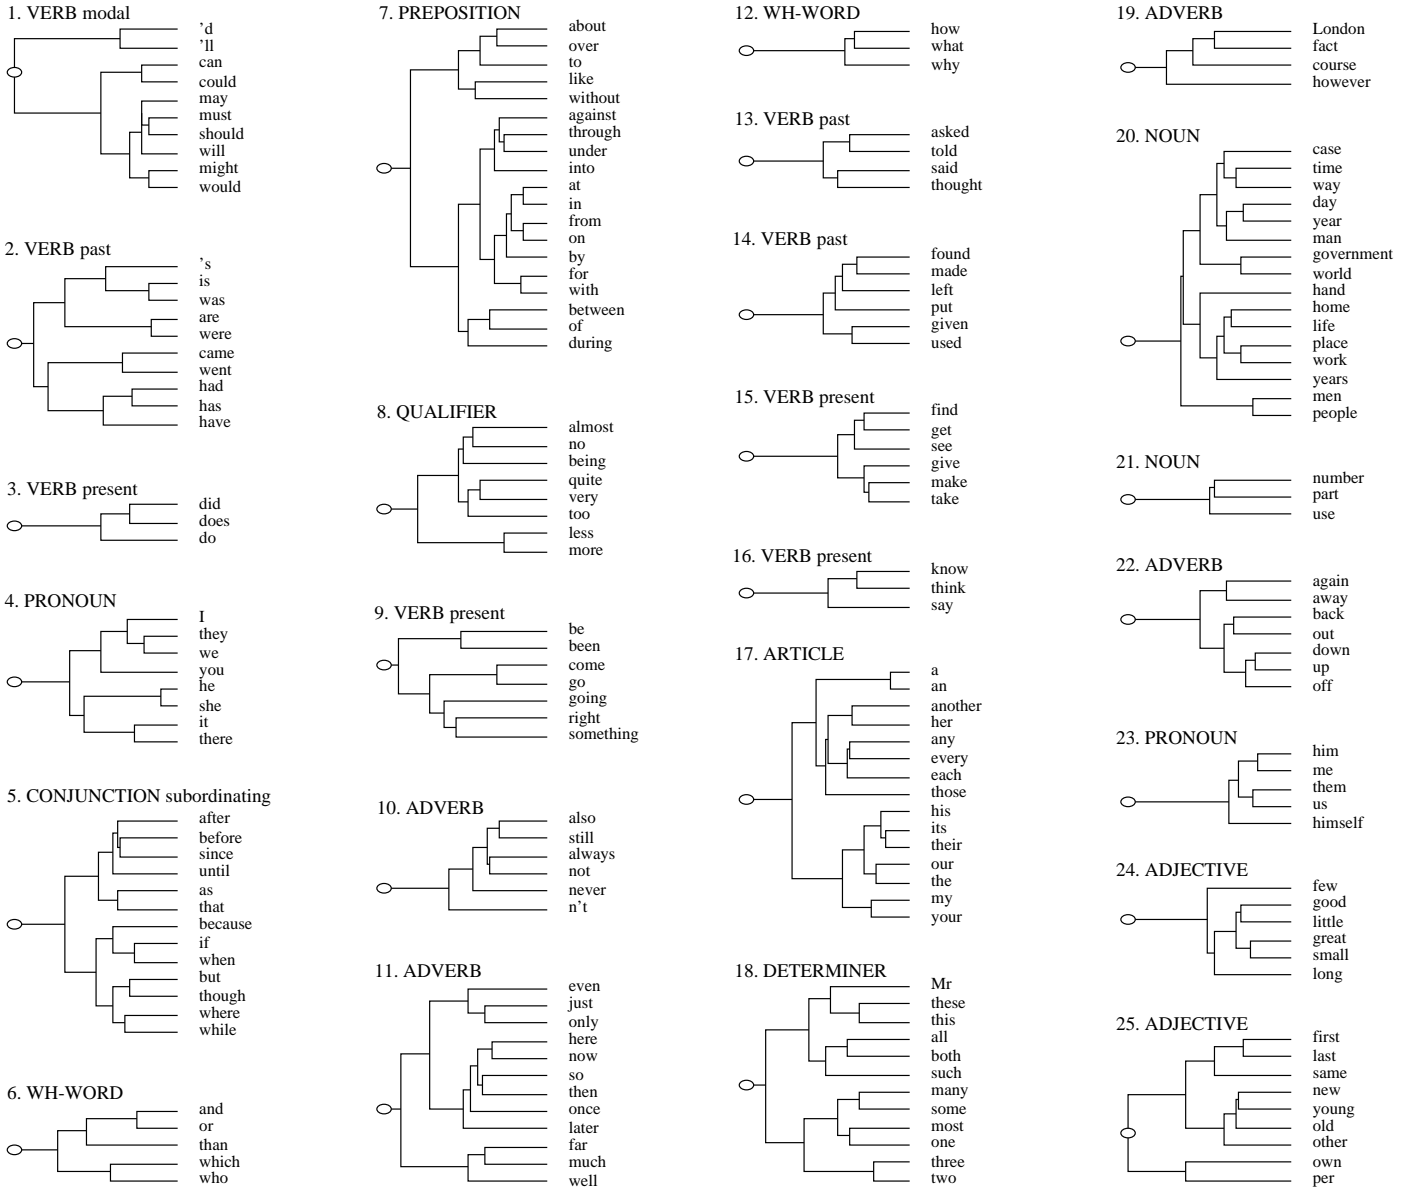 1. VERB modal
’d
’ll
can
could
may
must
should
will
might
would
2. VERB past
’s
is
was
are
were
came
went
had
has
have
3. VERB present
did
does
do
4. PRONOUN
I
they
we
you
he
she
it
there
5. CONJUNCTION subordinating
after
before
since
until
as
that
because
if
when
but
though
where
while
6. WH-WORD
and
or
than
which
who
7. PREPOSITION
about
over
to
like
without
against
through
under
into
at
in
from
on
by
for
with
between
of
during
8. QUALIFIER
almost
no
being
quite
very
too
less
more
9. VERB present
be
been
come
go
going
right
something
10. ADVERB
also
still
always
not
never
n’t
11. ADVERB
even
just
only
here
now
so
then
once
later
far
much
well
12. WH-WORD
how
what
why
13. VERB past
asked
told
said
thought
14. VERB past
found
made
left
put
given
used
15. VERB present
find
get
see
give
make
take
16. VERB present
know
think
say
17. ARTICLE
a
an
another
her
any
every
each
those
his
its
their
our
the
my
your
18. DETERMINER
Mr
these
this
all
both
such
many
some
most
one
three
two
19. ADVERB
London
fact
course
however
20. NOUN
case
time
way
day
year
man
government
world
hand
home
life
place
work
years
men
people
21. NOUN
number
part
use
22. ADVERB
again
away
back
out
down
up
off
23. PRONOUN
him
me
them
us
himself
24. ADJECTIVE
few
good
little
great
small
long
25. ADJECTIVE
first
last
same
new
young
old
other
own
per